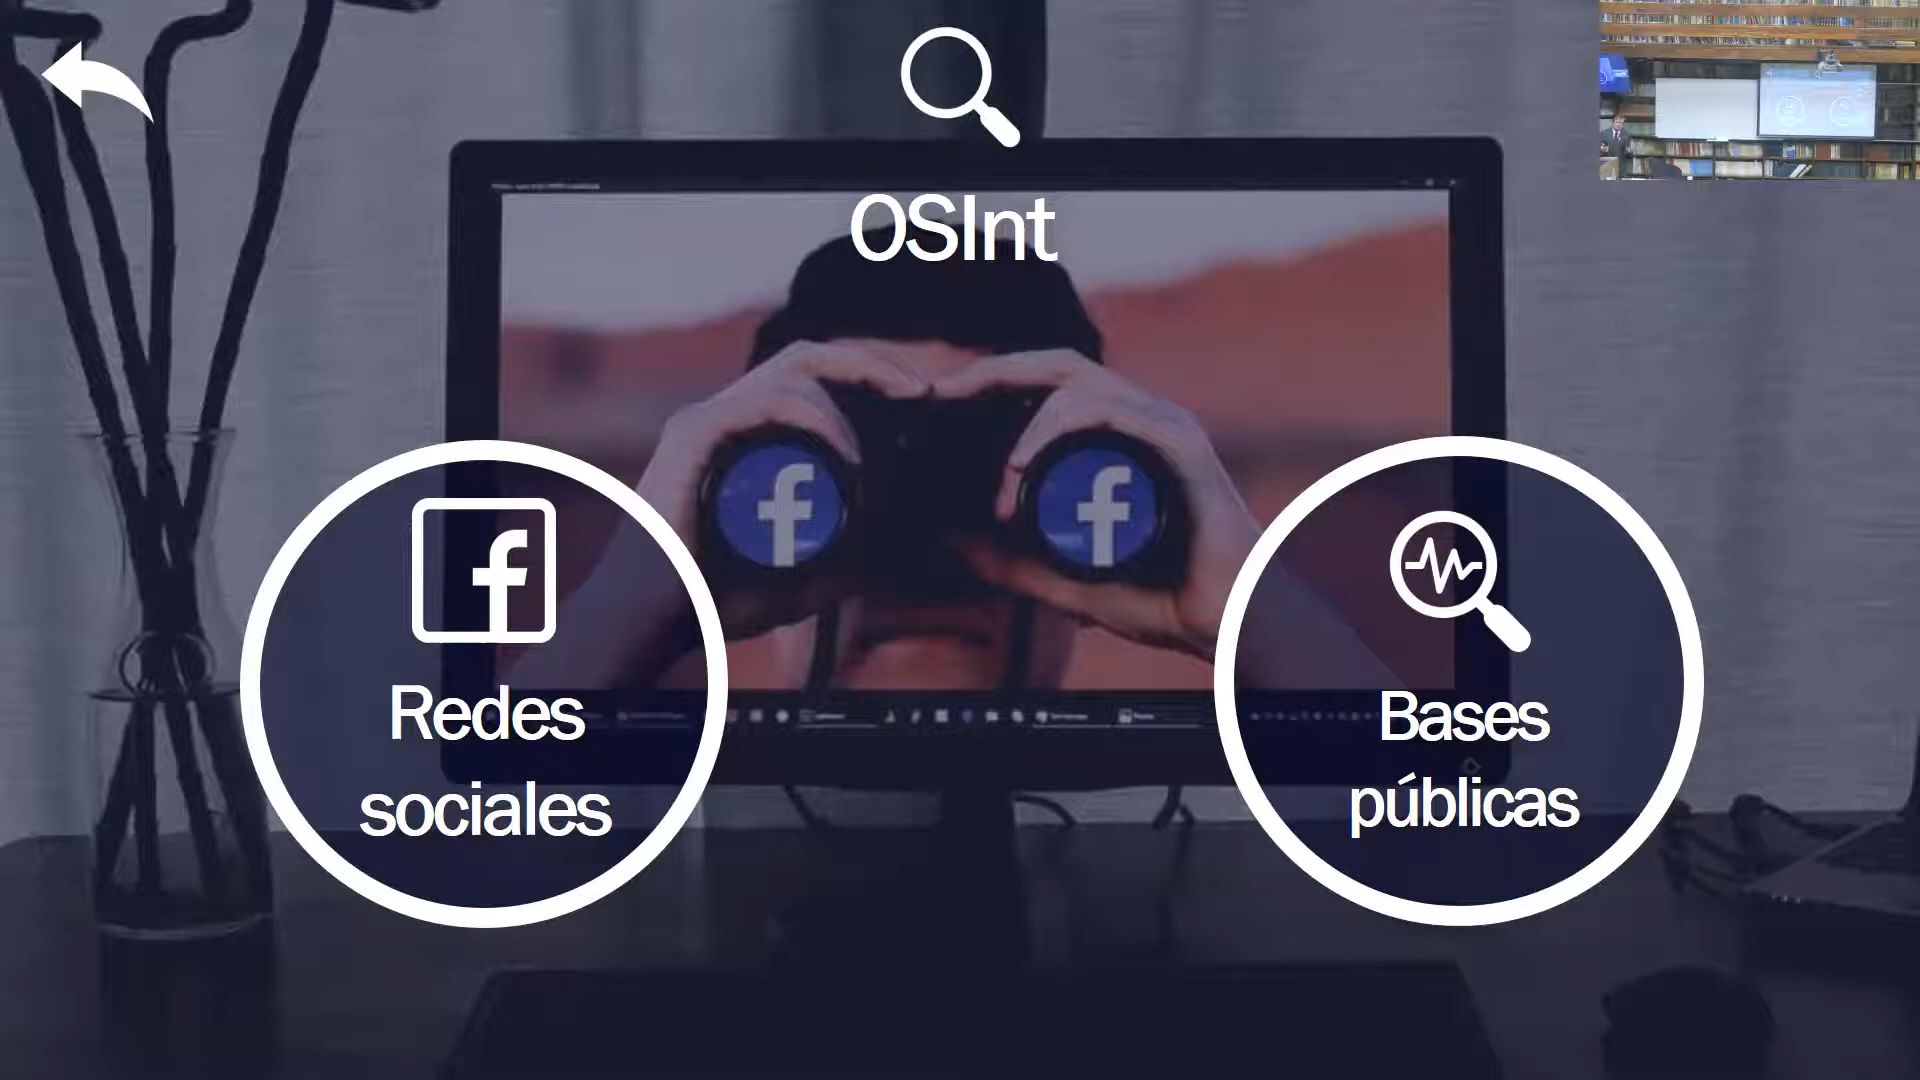 OSInt
Redes
sociales
Bases
públicas